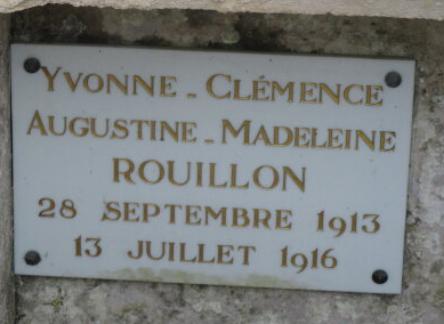 YVONNE - CLÉMENCE
AUGUSTINE - MADELEINE
ROUILLON
28 SEPTEMBRE 1913
13 JUILLET 1916